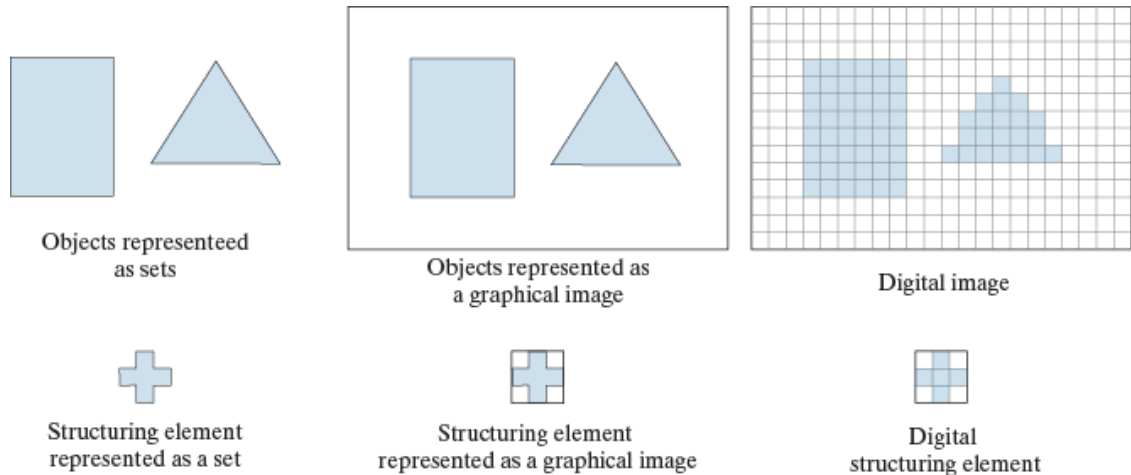 Objects representeed
as sets
Objects represented as
a graphical image
Digital image
Structuring element
represented as a set
Structuring element
represented as a graphical image
Digital
structuring element